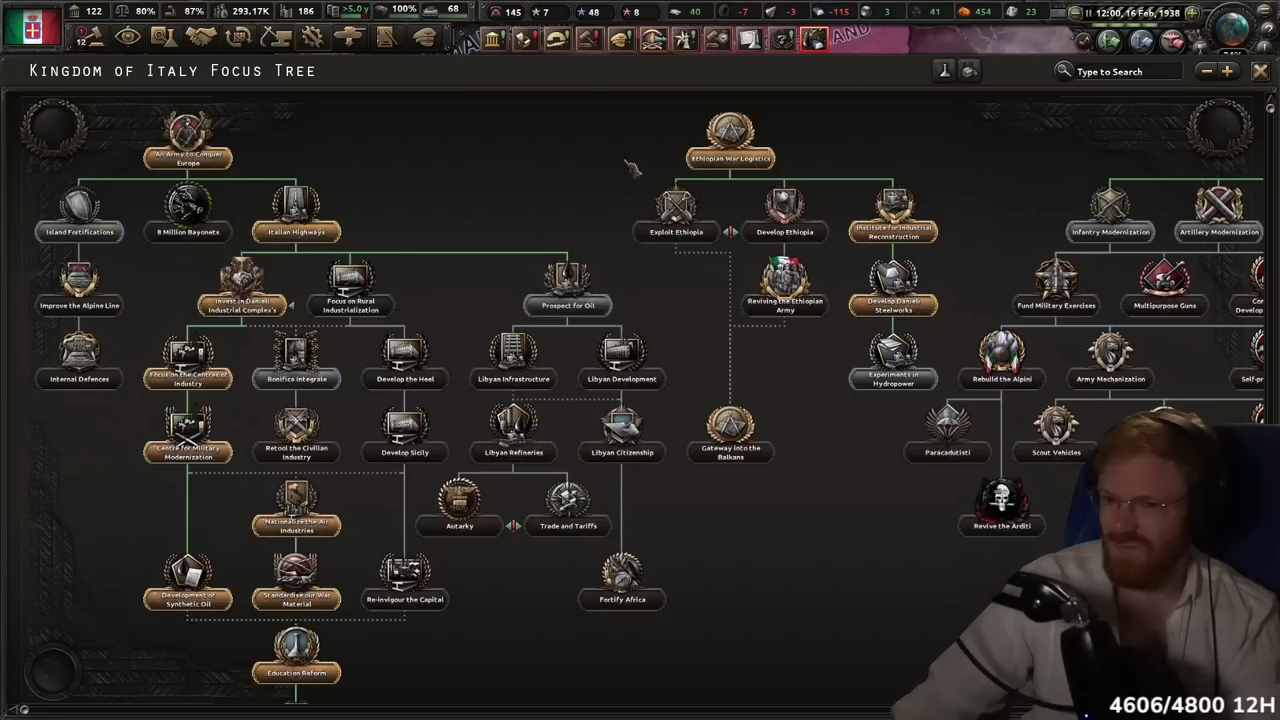 122 80% 87% 293.17K 186 >5.0y 100% 68 145 7 48 8 40 -7 -3 -115 3 41 454 23 12:00, 16 Feb, 1938
12
24%
KINGDOM OF ITALY FOCUS TREE
Type to Search
An Army to Conquer
Europe
Ethiopian War Logistics
Island Fortifications
8 Million Bayonets
Italian Highways
Exploit Ethiopia
Develop Ethiopia
Institute for Industrial
Reconstruction
Infantry Modernization
Artillery Modernization
Improve the Alpine Line
Invest in Danieli
Industrial Complex's
Focus on Rural
Industrialization
Prospect for Oil
Reviving the Ethiopian
Army
Develop Danieli
Steelworks
Fund Military Exercises
Multipurpose Guns
Internal Defences
Focus on the Centres of
Industry
Bonifica Integrale
Develop the Heel
Libyan Infrastructure
Libyan Development
Experiments in
Hydropower
Rebuild the Alpini
Army Mechanization
Centre for Military
Modernization
Retool the Civilian
Industry
Develop Sicily
Libyan Refineries
Libyan Citizenship
Gateway into the
Balkans
Paracadutisti
Scout Vehicles
Nationalize the Air
Industries
Autarky
Trade and Tariffs
Revive the Arditi
Development of
Synthetic Oil
Standardise our War
Material
Re-invigour the Capital
Fortify Africa
Education Reform
4606/4800 12H